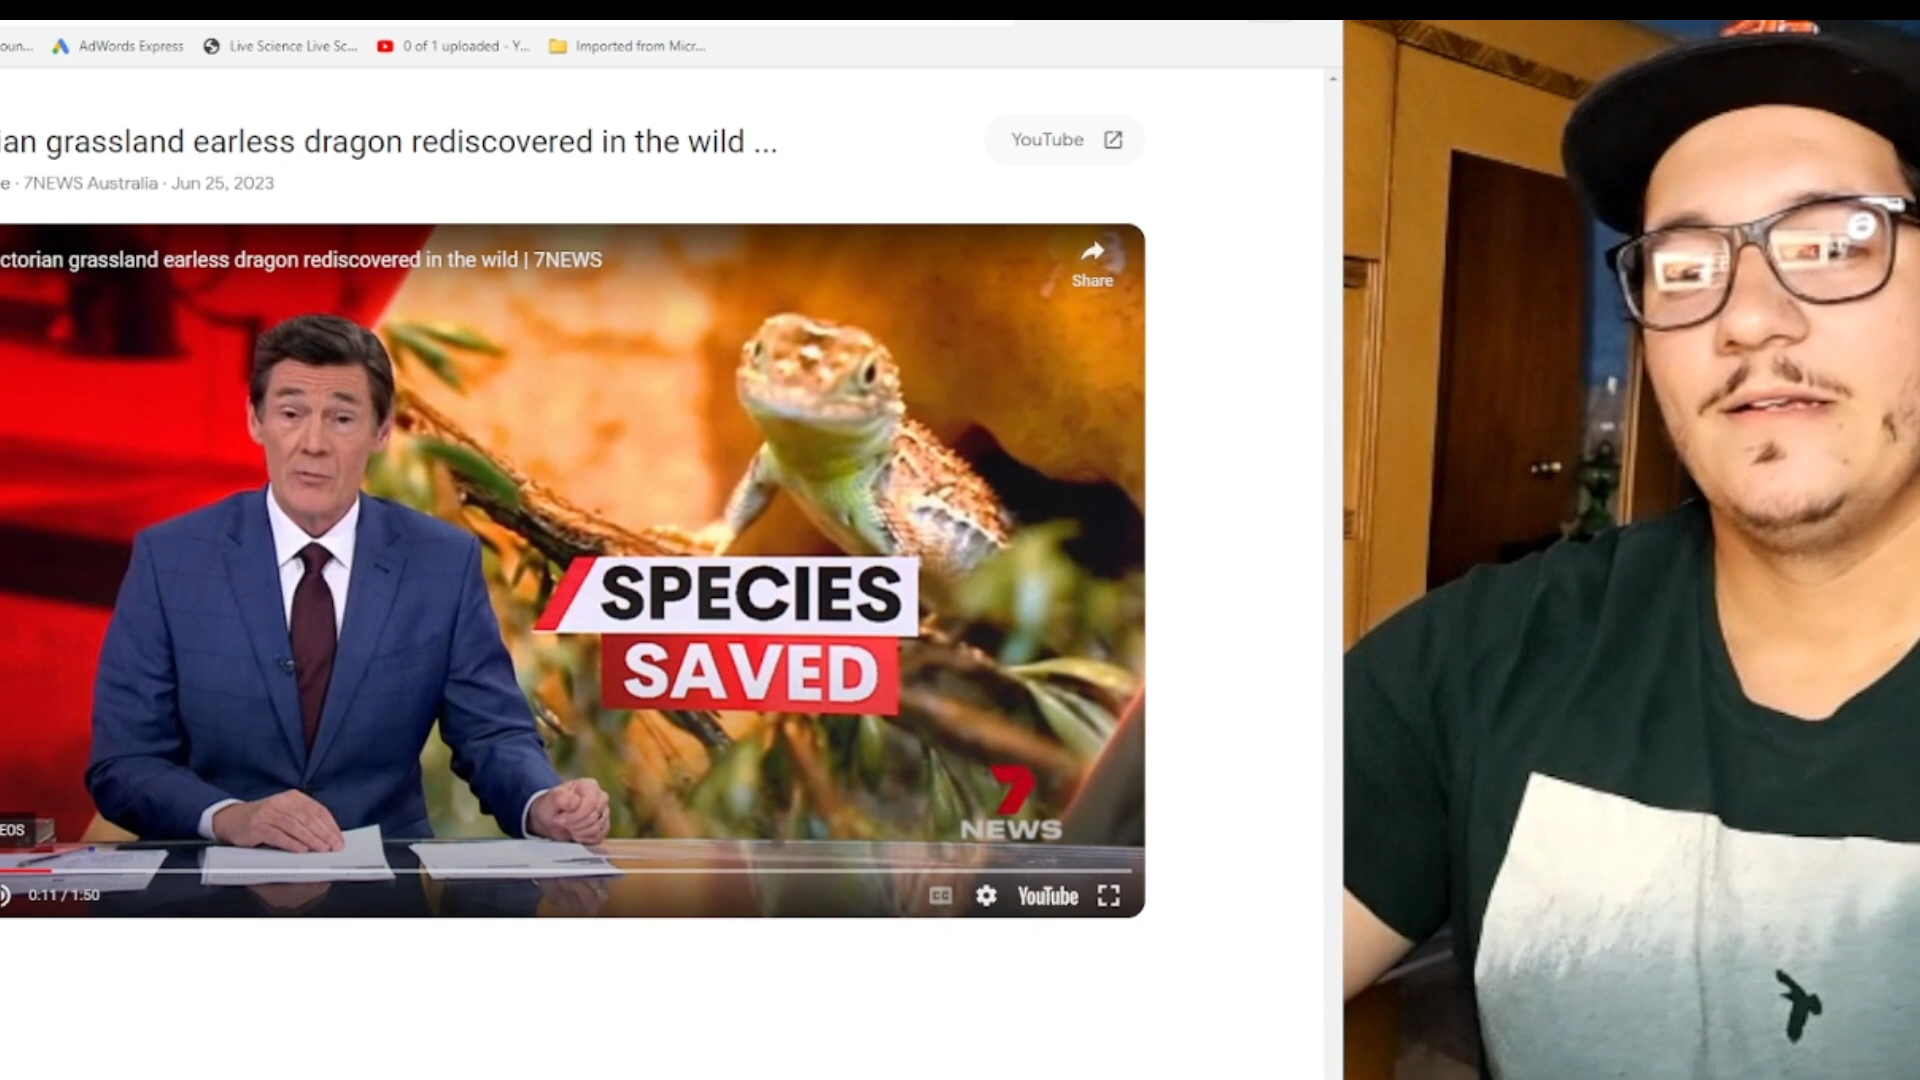 oun...
AdWords Express
Live Science Live Sc...
0 of 1 uploaded - Y...
Imported from Micr...
ian grassland earless dragon rediscovered in the wild ...
YouTube
e · 7NEWS Australia · Jun 25, 2023
ctorian grassland earless dragon rediscovered in the wild | 7NEWS
Share
SPECIES
SAVED
7
NEWS
EOS
0:11 / 1:50
CC
YouTube